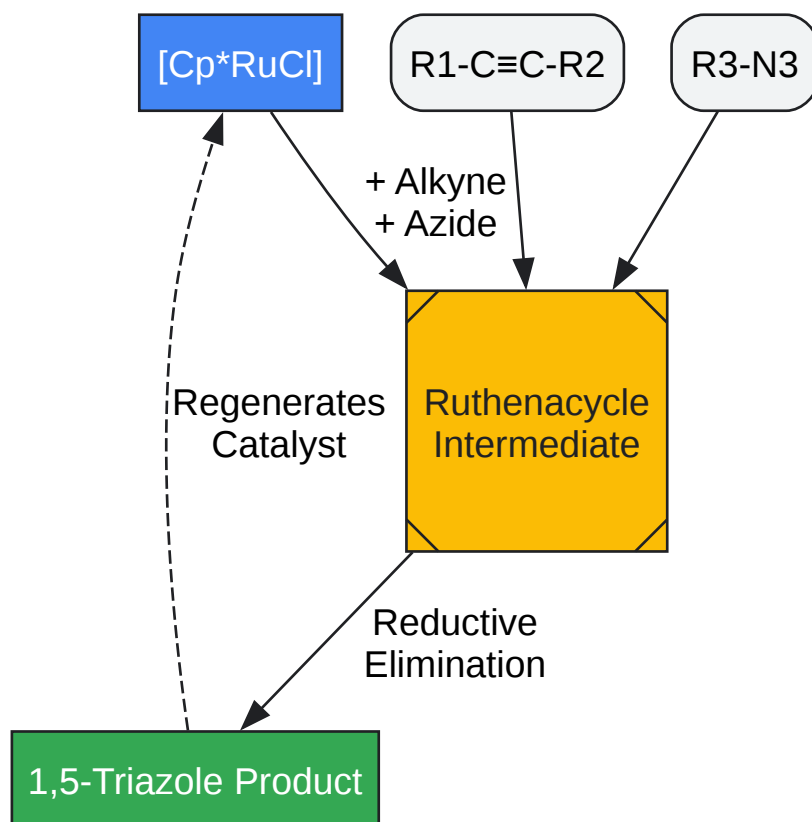 [Cp*RuCl]
R1-C≡C-R2
R3-N3
+ Alkyne
+ Azide
Regenerates
Catalyst
Ruthenacycle
Intermediate
Reductive
Elimination
1,5-Triazole Product